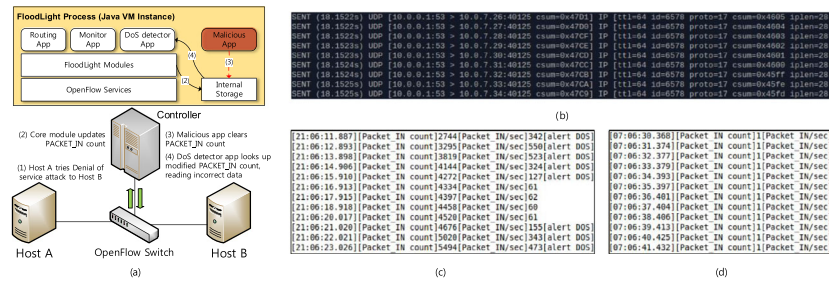 FloodLight Process (Java VM Instance)
Routing App
Monitor App
DoS detector App
Malicious App
(4)
(3)
FloodLight Modules
(2)
Internal Storage
OpenFlow Services
Controller
(2) Core module updates PACKET_IN count
(3) Malicious app clears PACKET_IN count
(4) DoS detector app looks up modified PACKET_IN count, reading incorrect data
(1) Host A tries Denial of service attack to Host B
Host A
OpenFlow Switch
Host B
(a)
SENT (18.1522s) UDP [10.0.0.1:53 > 10.0.7.26:40125 csum=0x47D1] IP [ttl=64 id=6578 proto=17 csum=0x4605 iplen=28
SENT (18.1522s) UDP [10.0.0.1:53 > 10.0.7.27:40125 csum=0x47D0] IP [ttl=64 id=6578 proto=17 csum=0x4604 iplen=28
SENT (18.1523s) UDP [10.0.0.1:53 > 10.0.7.28:40125 csum=0x47CF] IP [ttl=64 id=6578 proto=17 csum=0x4603 iplen=28
SENT (18.1523s) UDP [10.0.0.1:53 > 10.0.7.29:40125 csum=0x47CE] IP [ttl=64 id=6578 proto=17 csum=0x4602 iplen=28
SENT (18.1523s) UDP [10.0.0.1:53 > 10.0.7.30:40125 csum=0x47CD] IP [ttl=64 id=6578 proto=17 csum=0x4601 iplen=28
SENT (18.1524s) UDP [10.0.0.1:53 > 10.0.7.31:40125 csum=0x47CC] IP [ttl=64 id=6578 proto=17 csum=0x4600 iplen=28
SENT (18.1524s) UDP [10.0.0.1:53 > 10.0.7.32:40125 csum=0x47CB] IP [ttl=64 id=6578 proto=17 csum=0x45ff iplen=28
SENT (18.1525s) UDP [10.0.0.1:53 > 10.0.7.33:40125 csum=0x47CA] IP [ttl=64 id=6578 proto=17 csum=0x45fe iplen=28
SENT (18.1525s) UDP [10.0.0.1:53 > 10.0.7.34:40125 csum=0x47C9] IP [ttl=64 id=6578 proto=17 csum=0x45fd iplen=28
(b)
[21:06:11.887][Packet_IN count]2744[Packet_IN/sec]342[alert DOS]
[21:06:12.893][Packet_IN count]3295[Packet_IN/sec]550[alert DOS]
[21:06:13.898][Packet_IN count]3819[Packet_IN/sec]523[alert DOS]
[21:06:14.906][Packet_IN count]4144[Packet_IN/sec]324[alert DOS]
[21:06:15.910][Packet_IN count]4272[Packet_IN/sec]127[alert DOS]
[21:06:16.913][Packet_IN count]4334[Packet_IN/sec]61
[21:06:17.915][Packet_IN count]4397[Packet_IN/sec]62
[21:06:18.918][Packet_IN count]4458[Packet_IN/sec]60
[21:06:20.017][Packet_IN count]4520[Packet_IN/sec]61
[21:06:21.020][Packet_IN count]4676[Packet_IN/sec]155[alert DOS]
[21:06:22.021][Packet_IN count]5020[Packet_IN/sec]343[alert DOS]
[21:06:23.026][Packet_IN count]5494[Packet_IN/sec]473[alert DOS]
(c)
[07:06:30.368][Packet_IN count]1[Packet_IN/sec
[07:06:31.374][Packet_IN count]1[Packet_IN/sec
[07:06:32.377][Packet_IN count]1[Packet_IN/sec
[07:06:33.379][Packet_IN count]1[Packet_IN/sec
[07:06:34.393][Packet_IN count]1[Packet_IN/sec
[07:06:35.397][Packet_IN count]1[Packet_IN/sec
[07:06:36.401][Packet_IN count]1[Packet_IN/sec
[07:06:37.404][Packet_IN count]1[Packet_IN/sec
[07:06:38.406][Packet_IN count]1[Packet_IN/sec
[07:06:39.413][Packet_IN count]1[Packet_IN/sec
[07:06:40.425][Packet_IN count]1[Packet_IN/sec
[07:06:41.432][Packet_IN count]1[Packet_IN/sec
(d)